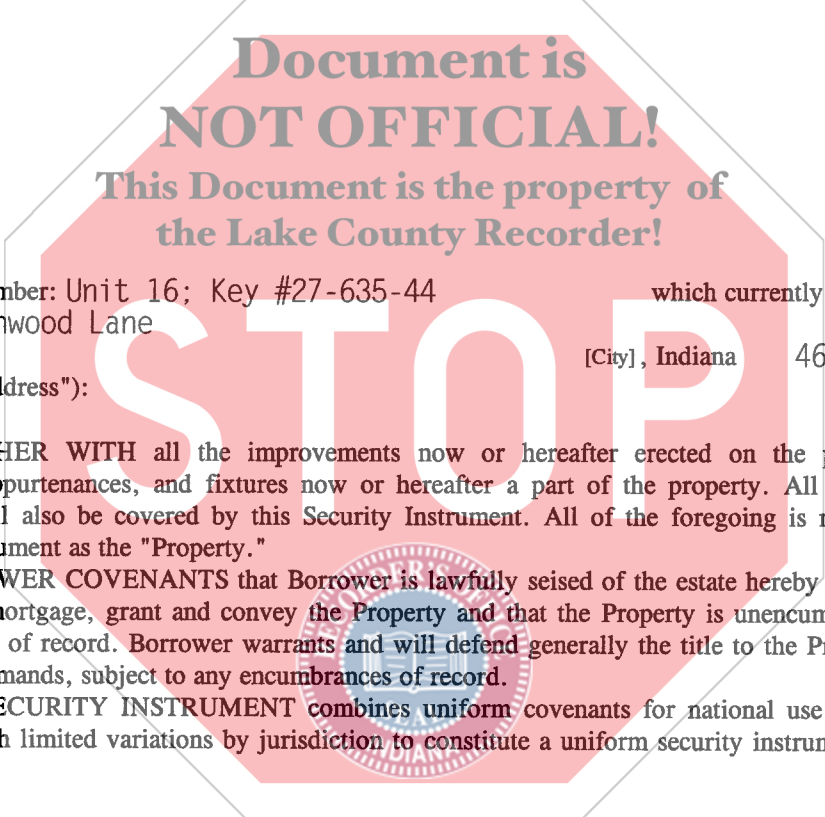 Document is
NOT OFFICIAL!
This Document is the property of
the Lake County Recorder!
mber: Unit 16; Key #27-635-44 which currently
nwood Lane
[City], Indiana 46
ddress"):
STOP
HER WITH all the improvements now or hereafter erected on the p
ppurtenances, and fixtures now or hereafter a part of the property. All
l also be covered by this Security Instrument. All of the foregoing is r
ument as the "Property."
WER COVENANTS that Borrower is lawfully seised of the estate hereby
nortgage, grant and convey the Property and that the Property is unencum
of record. Borrower warrants and will defend generally the title to the Pr
mands, subject to any encumbrances of record.
ECURITY INSTRUMENT combines uniform covenants for national use
h limited variations by jurisdiction to constitute a uniform security instrum
SEAL
INDIANA